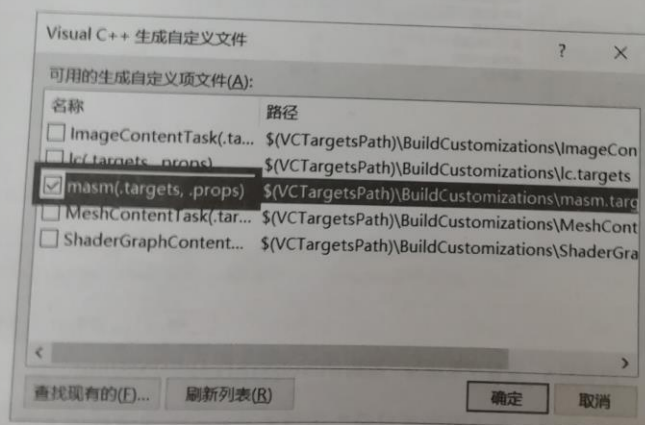 Visual C++ 生成自定义文件
? ×
可用的生成自定义项文件(A):
名称 路径
ImageContentTask(.ta... $(VCTargetsPath)\BuildCustomizations\ImageCon
lc(.targets, .props) $(VCTargetsPath)\BuildCustomizations\lc.targets
masm(.targets, .props) $(VCTargetsPath)\BuildCustomizations\masm.targ
MeshContentTask(.tar... $(VCTargetsPath)\BuildCustomizations\MeshCont
ShaderGraphContent... $(VCTargetsPath)\BuildCustomizations\ShaderGra
查找现有的(F)... 刷新列表(R) 确定 取消